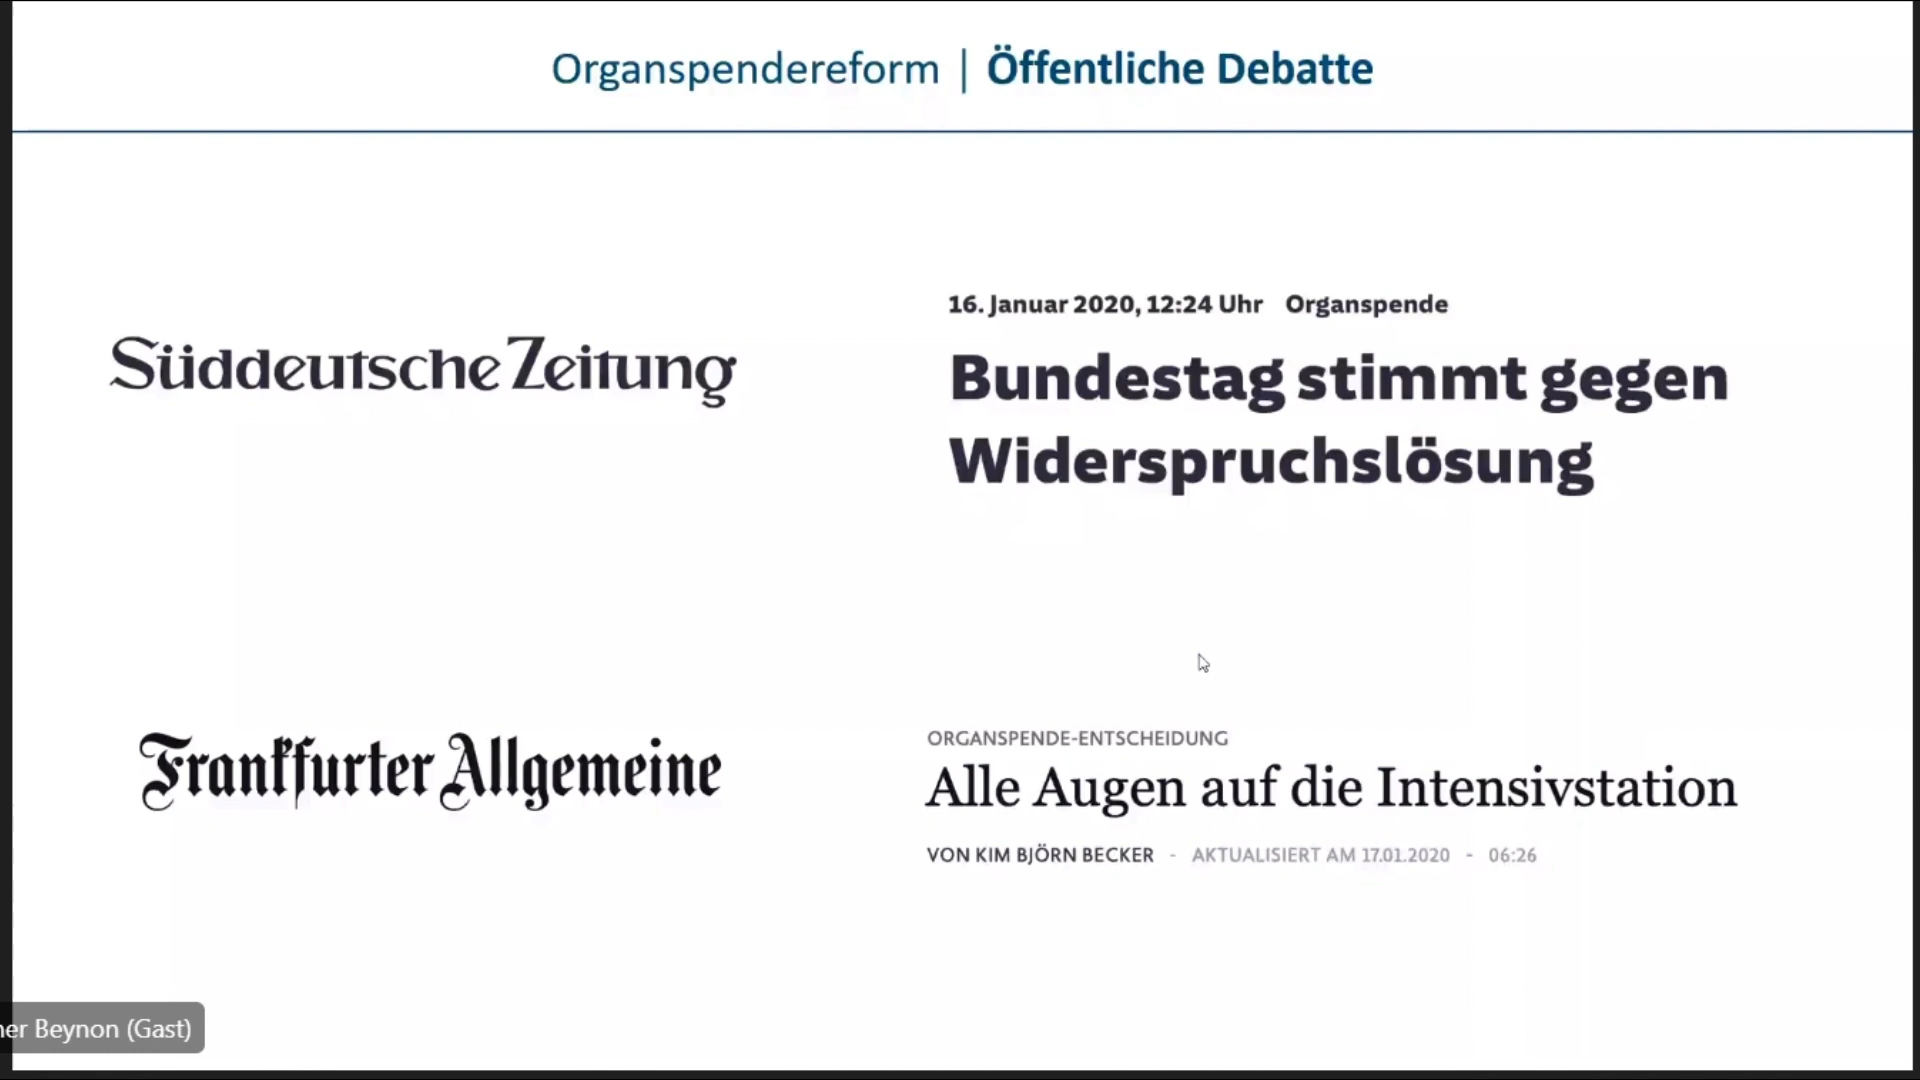 Organspendereform | Öffentliche Debatte
Süddeutsche Zeitung
16. Januar 2020, 12:24 Uhr Organspende
Bundestag stimmt gegen
Widerspruchslösung
Frankfurter Allgemeine
ORGANSPENDE-ENTSCHEIDUNG
Alle Augen auf die Intensivstation
VON KIM BJÖRN BECKER - AKTUALISIERT AM 17.01.2020 - 06:26
Beynon (Gast)